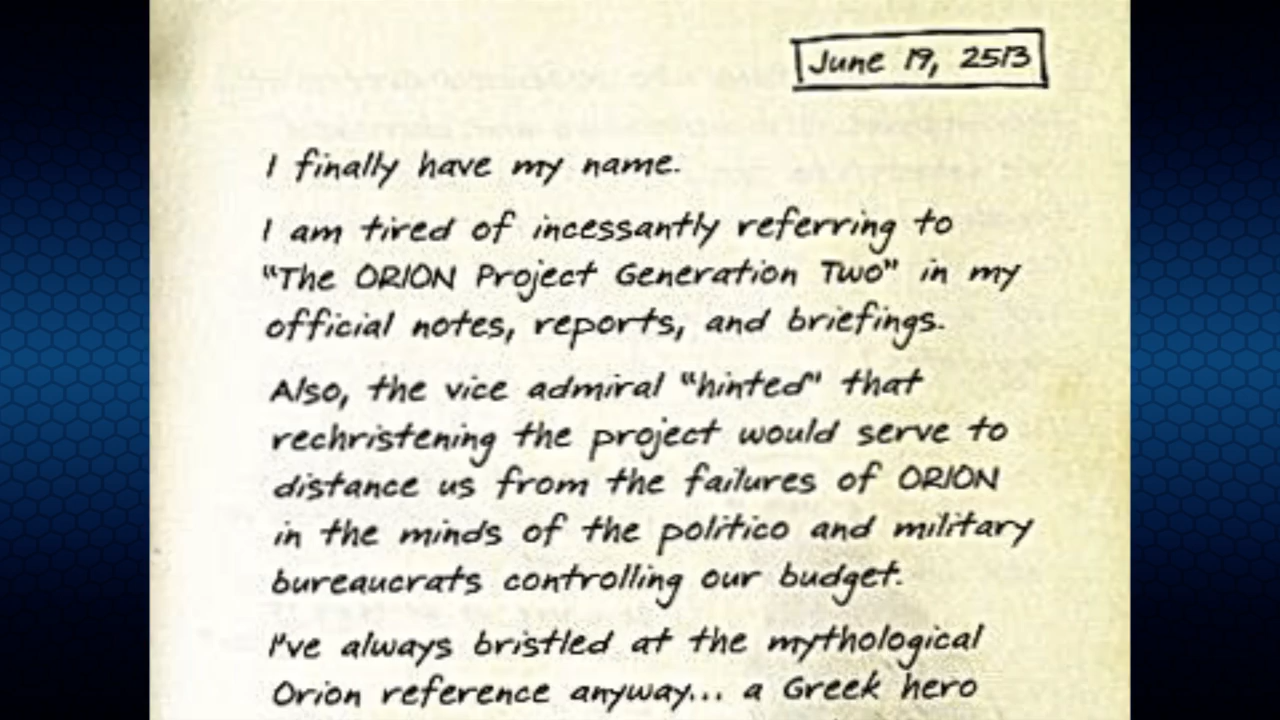 June 19, 2513
I finally have my name.
I am tired of incessantly referring to
"The ORION Project Generation Two" in my
official notes, reports, and briefings.
Also, the vice admiral "hinted" that
rechristening the project would serve to
distance us from the failures of ORION
in the minds of the politico and military
bureaucrats controlling our budget.
I've always bristled at the mythological
Orion reference anyway... a Greek hero